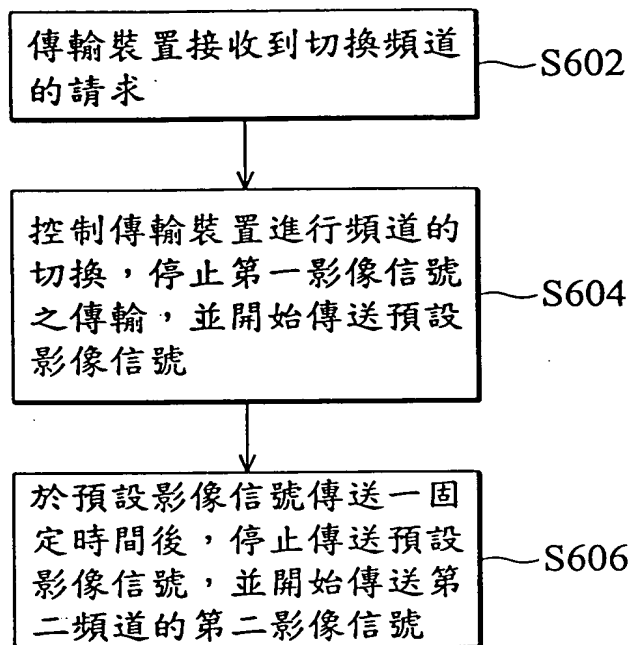 傳輸裝置接收到切換頻道
的請求
S602
控制傳輸裝置進行頻道的
切換，停止第一影像信號
之傳輸，並開始傳送預設
影像信號
S604
於預設影像信號傳送一固
定時間後，停止傳送預設
影像信號，並開始傳送第
二頻道的第二影像信號
S606